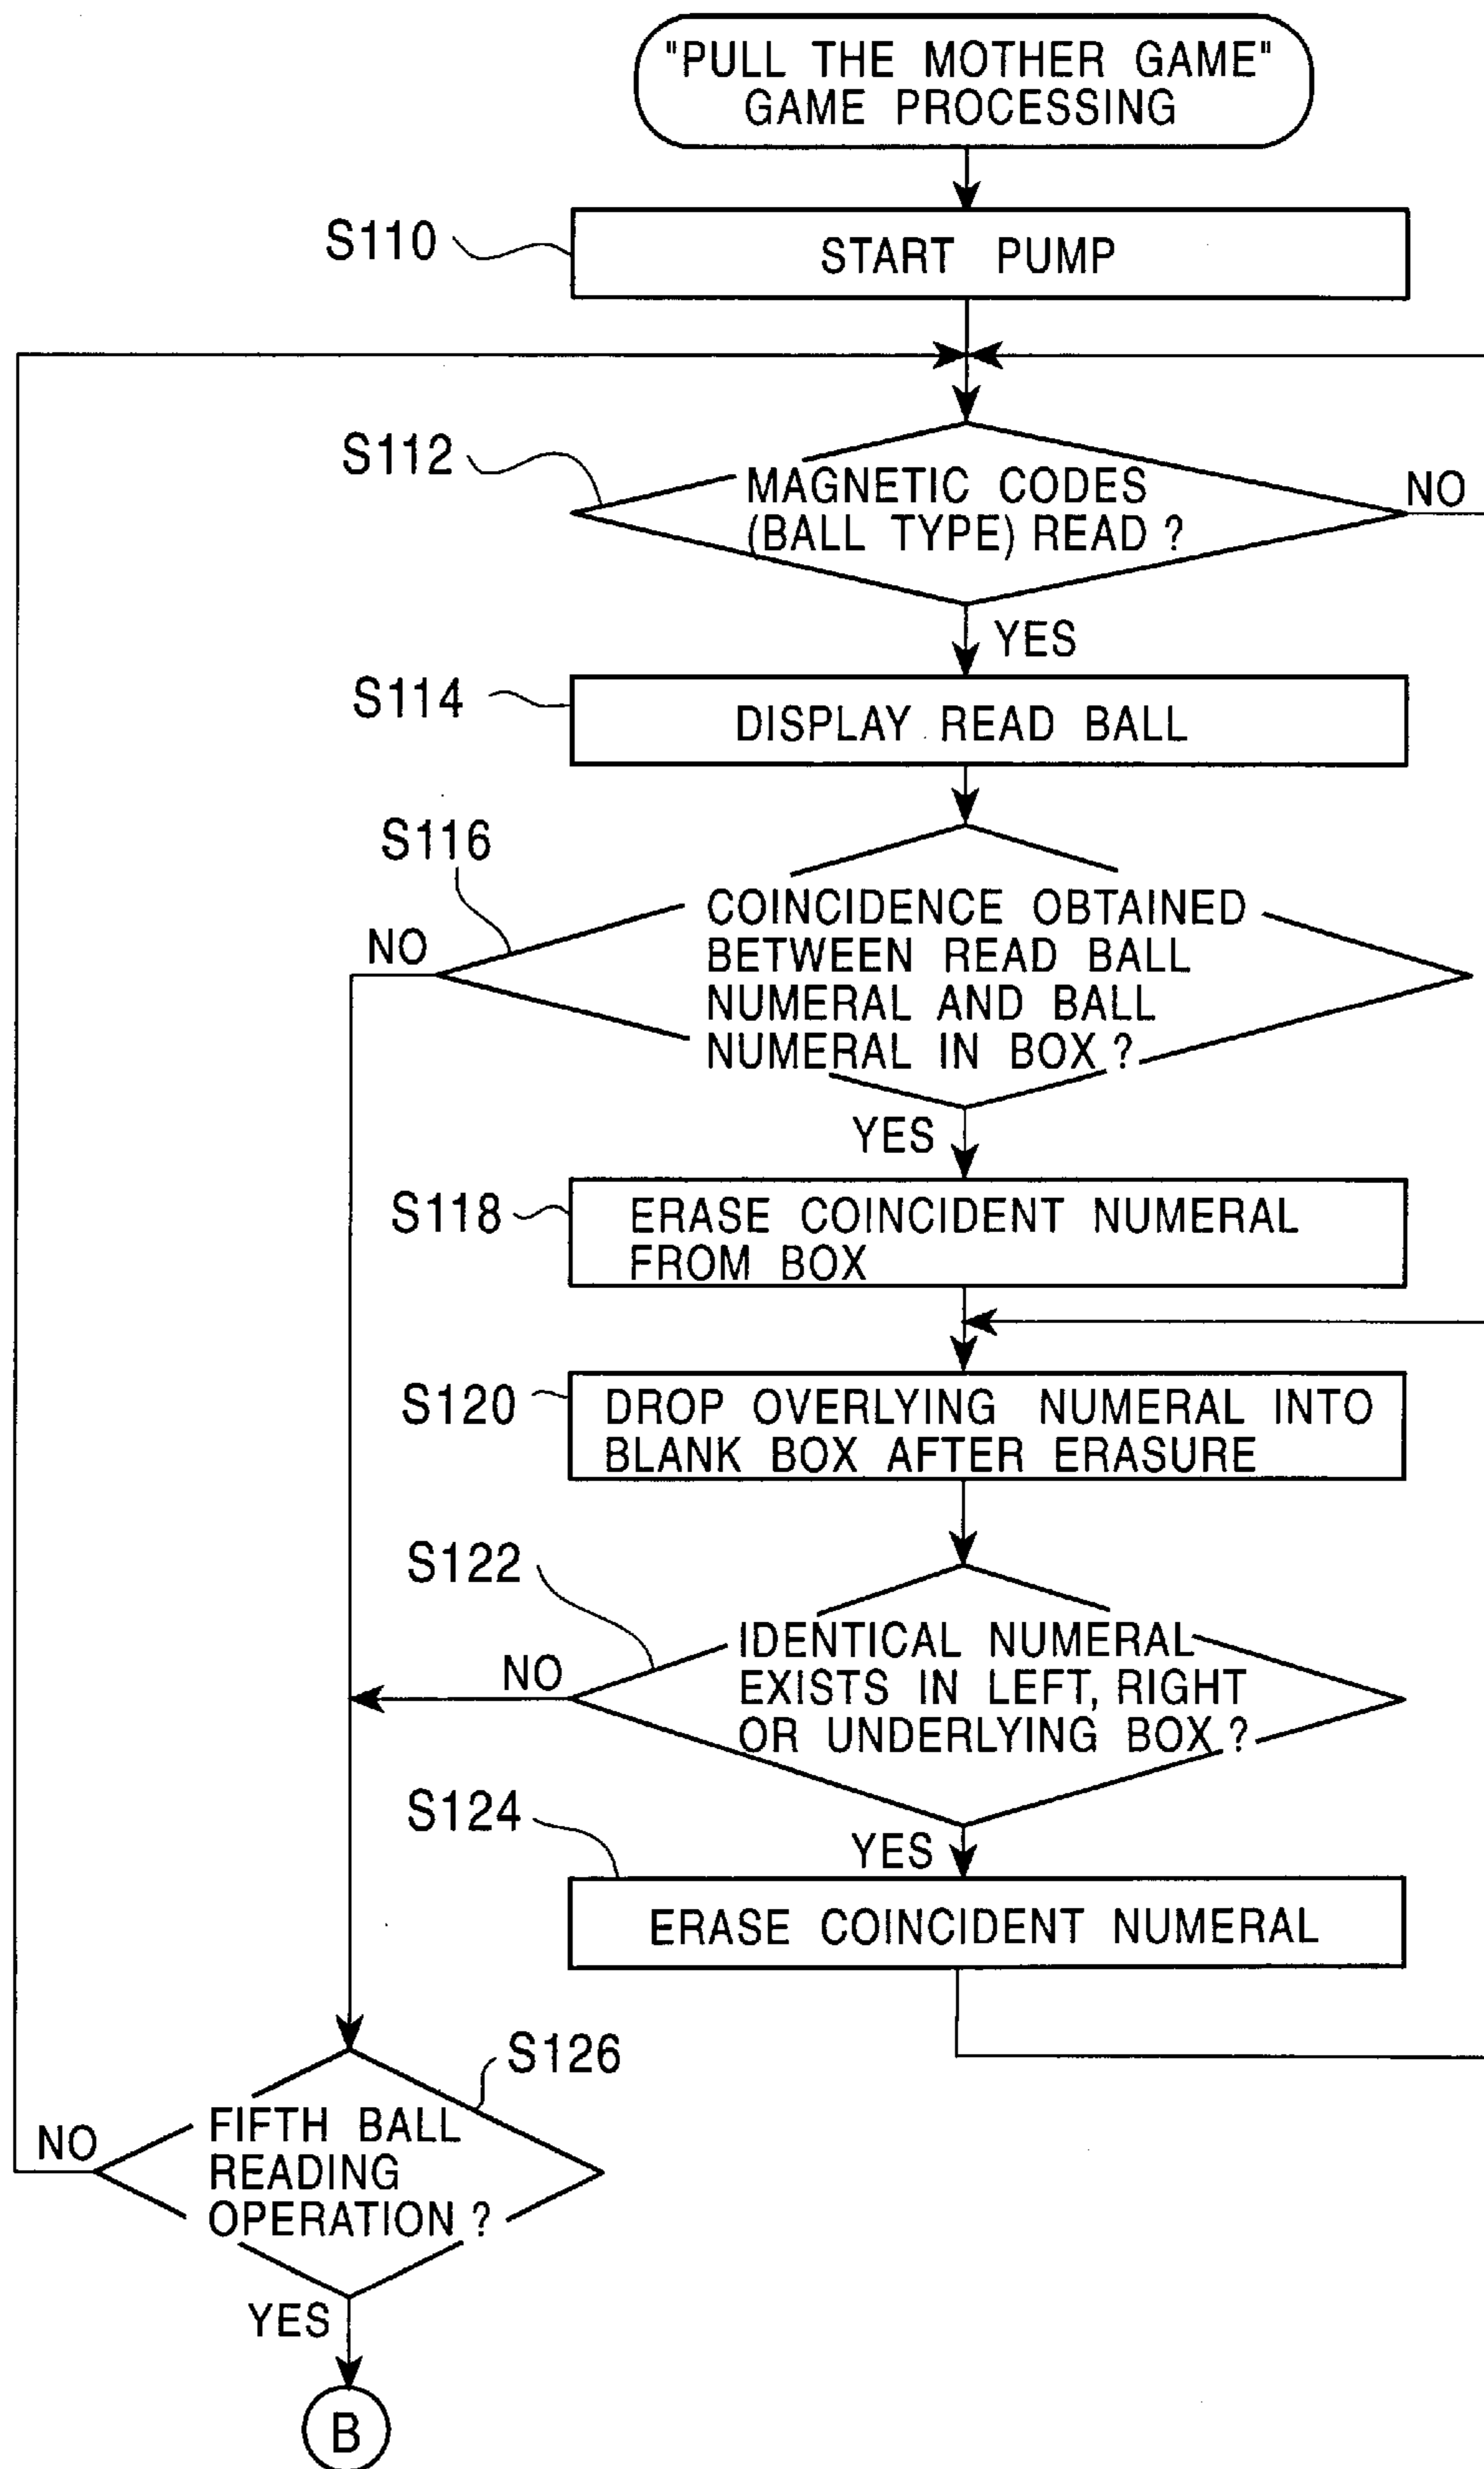 "PULL THE MOTHER GAME"
GAME PROCESSING
S110
START PUMP
S112
MAGNETIC CODES
(BALL TYPE) READ ?
NO
YES
S114
DISPLAY READ BALL
S116
NO
COINCIDENCE OBTAINED
BETWEEN READ BALL
NUMERAL AND BALL
NUMERAL IN BOX ?
YES
S118
ERASE COINCIDENT NUMERAL
FROM BOX
S120
DROP OVERLYING NUMERAL INTO
BLANK BOX AFTER ERASURE
S122
NO
IDENTICAL NUMERAL
EXISTS IN LEFT, RIGHT
OR UNDERLYING BOX ?
S124
YES
ERASE COINCIDENT NUMERAL
S126
NO
FIFTH BALL
READING
OPERATION ?
YES
B